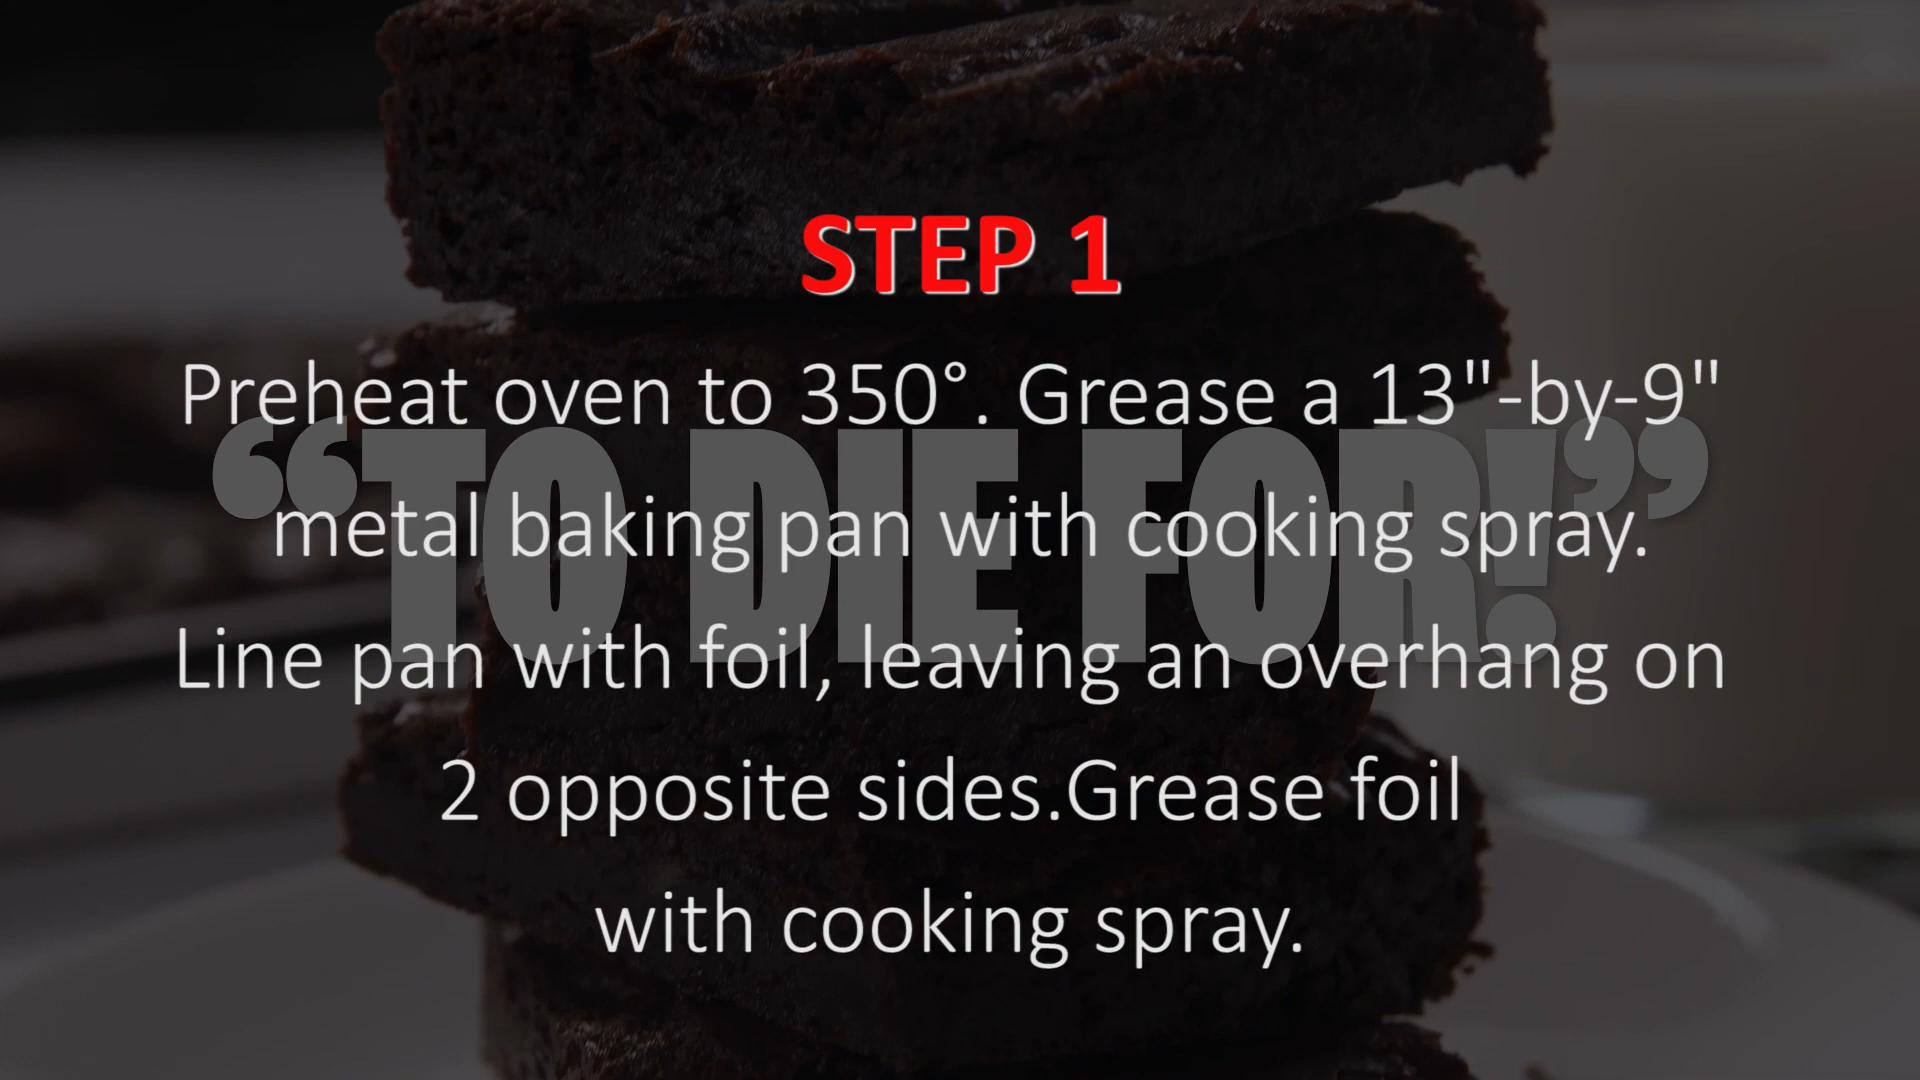 STEP 1
Preheat oven to 350°. Grease a 13"-by-9"
“TO DIE FOR!”
metal baking pan with cooking spray.
Line pan with foil, leaving an overhang on
2 opposite sides.Grease foil
with cooking spray.